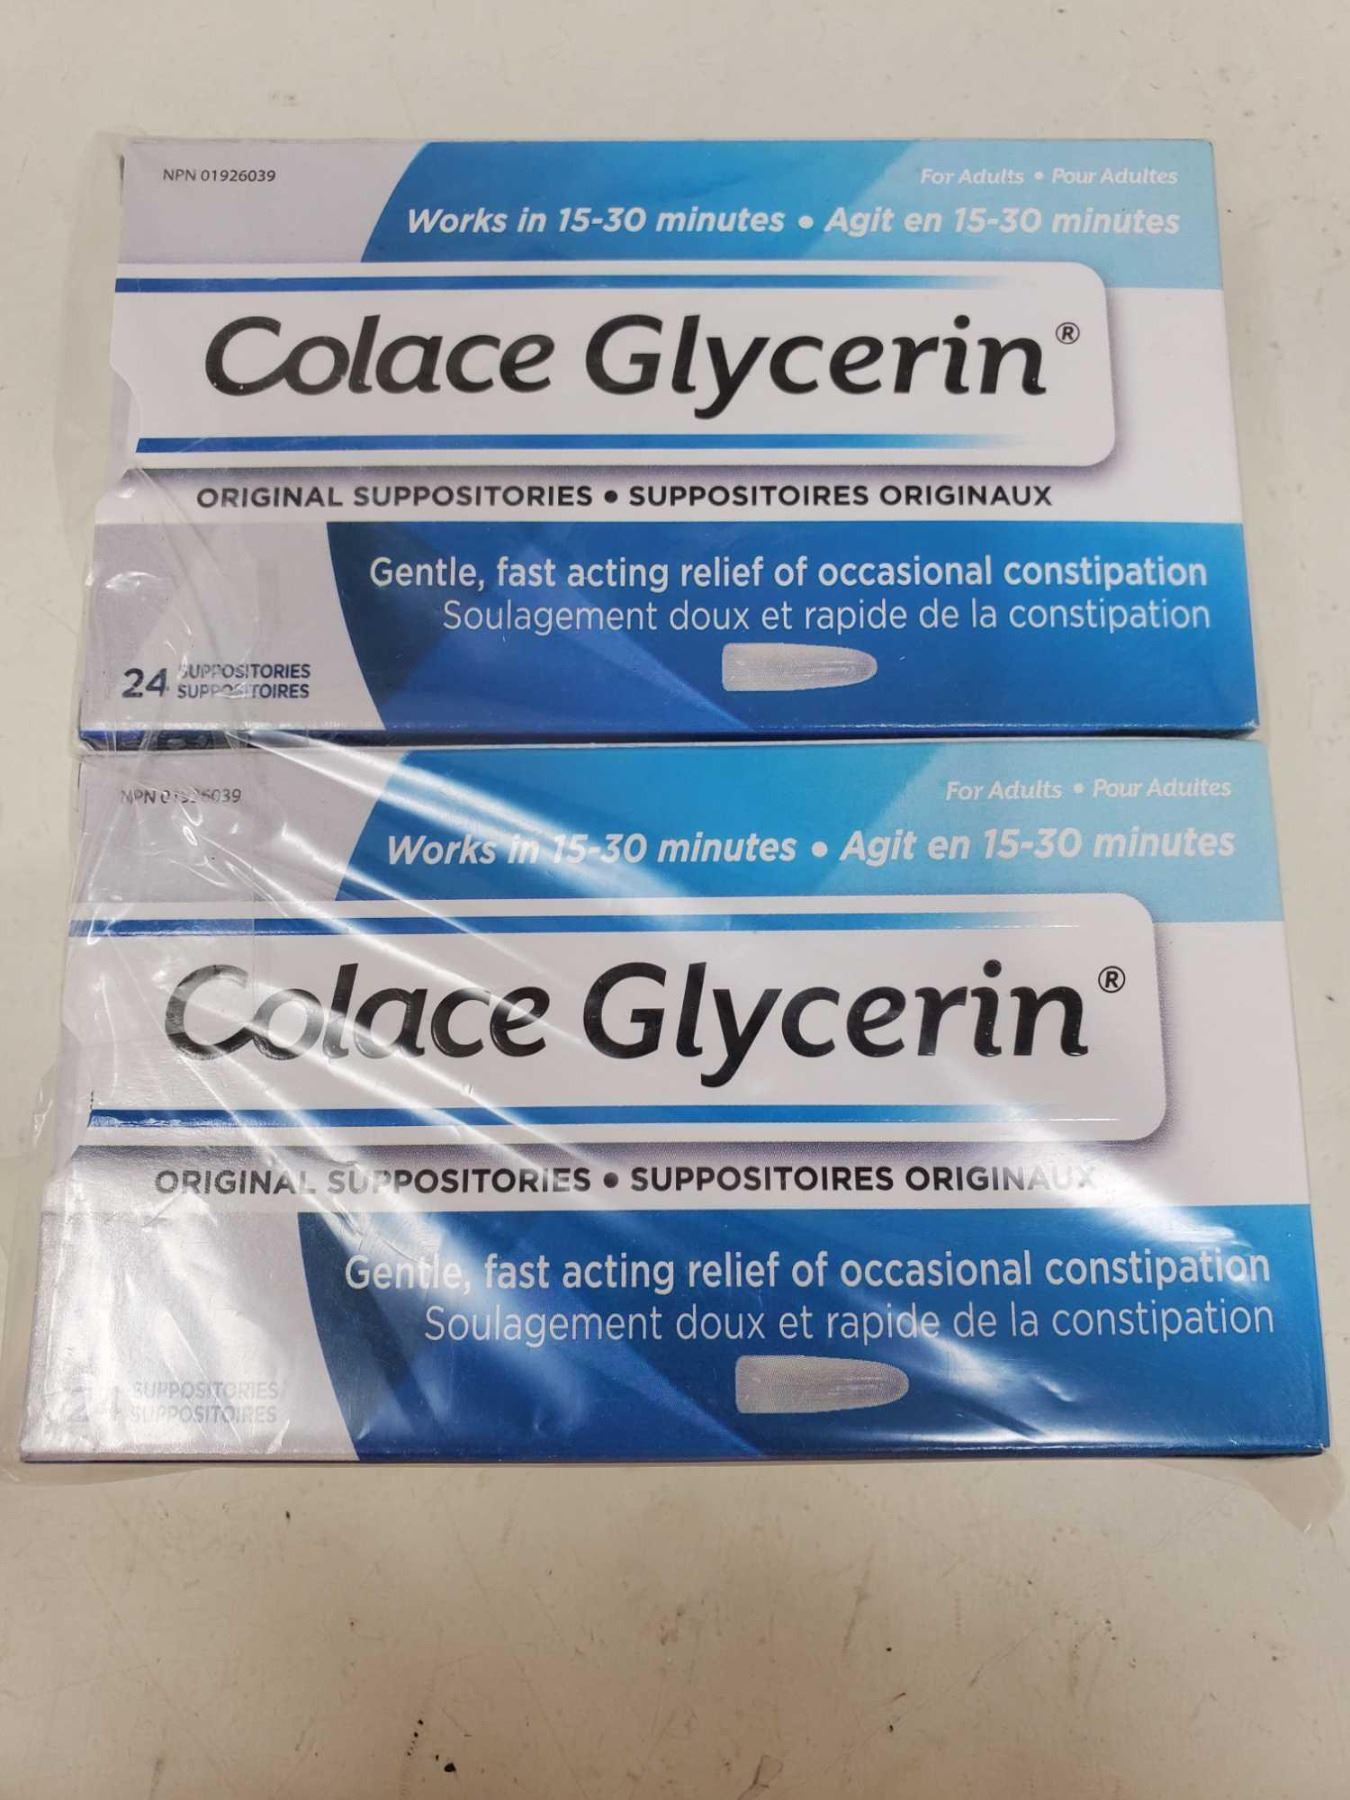 NPN 01926039
For Adults • Pour Adultes
Works in 15-30 minutes • Agit en 15-30 minutes
Colace Glycerin®
ORIGINAL SUPPOSITORIES • SUPPOSITOIRES ORIGINAUX
Gentle, fast acting relief of occasional constipation
Soulagement doux et rapide de la constipation
24 SUPPOSITORIES
SUPPOSITOIRES
NPN 01926039
For Adults • Pour Adultes
Works in 15-30 minutes • Agit en 15-30 minutes
Colace Glycerin®
ORIGINAL SUPPOSITORIES • SUPPOSITOIRES ORIGINAUX
Gentle, fast acting relief of occasional constipation
Soulagement doux et rapide de la constipation
24 SUPPOSITORIES
SUPPOSITOIRES